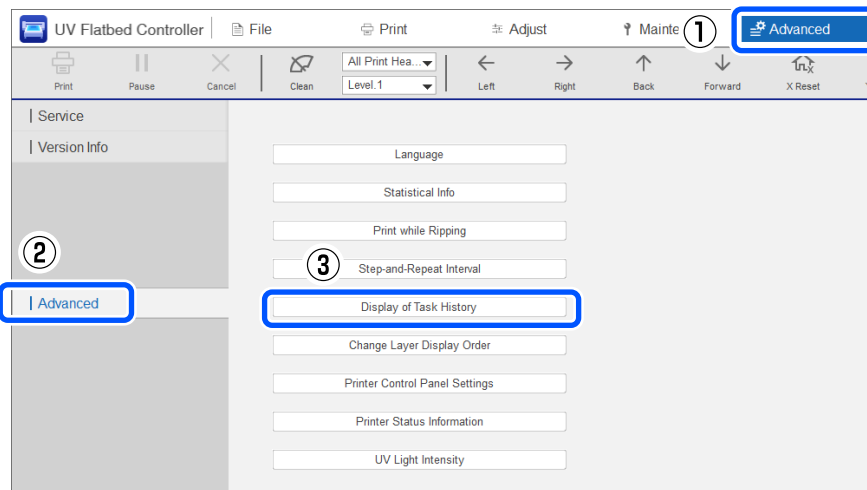 UV Flatbed Controller
File
Print
Adjust
Mainte
①
Advanced
Print
Pause
Cancel
Clean
All Print Hea...
Level.1
Left
Right
Back
Forward
X Reset
Service
Version Info
②
Advanced
Language
Statistical Info
Print while Ripping
③
Step-and-Repeat Interval
Display of Task History
Change Layer Display Order
Printer Control Panel Settings
Printer Status Information
UV Light Intensity